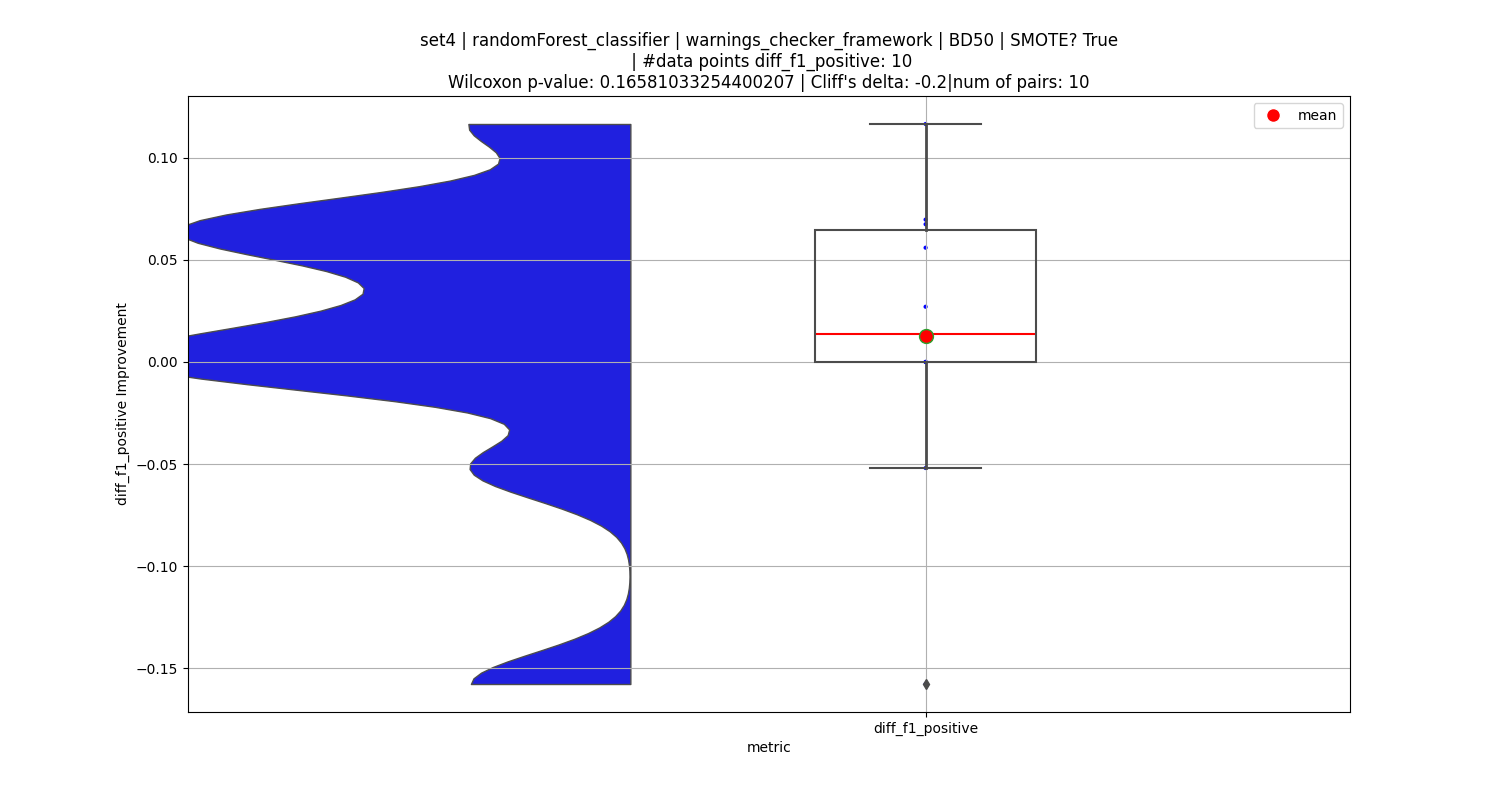 set4 | randomForest_classifier | warnings_checker_framework | BD50 | SMOTE? True
| #data points diff_f1_positive: 10
Wilcoxon p-value: 0.16581033254400207 | Cliff's delta: -0.2|num of pairs: 10
mean
0.10
0.05
0.00
−0.05
−0.10
−0.15
diff_f1_positive Improvement
diff_f1_positive
metric